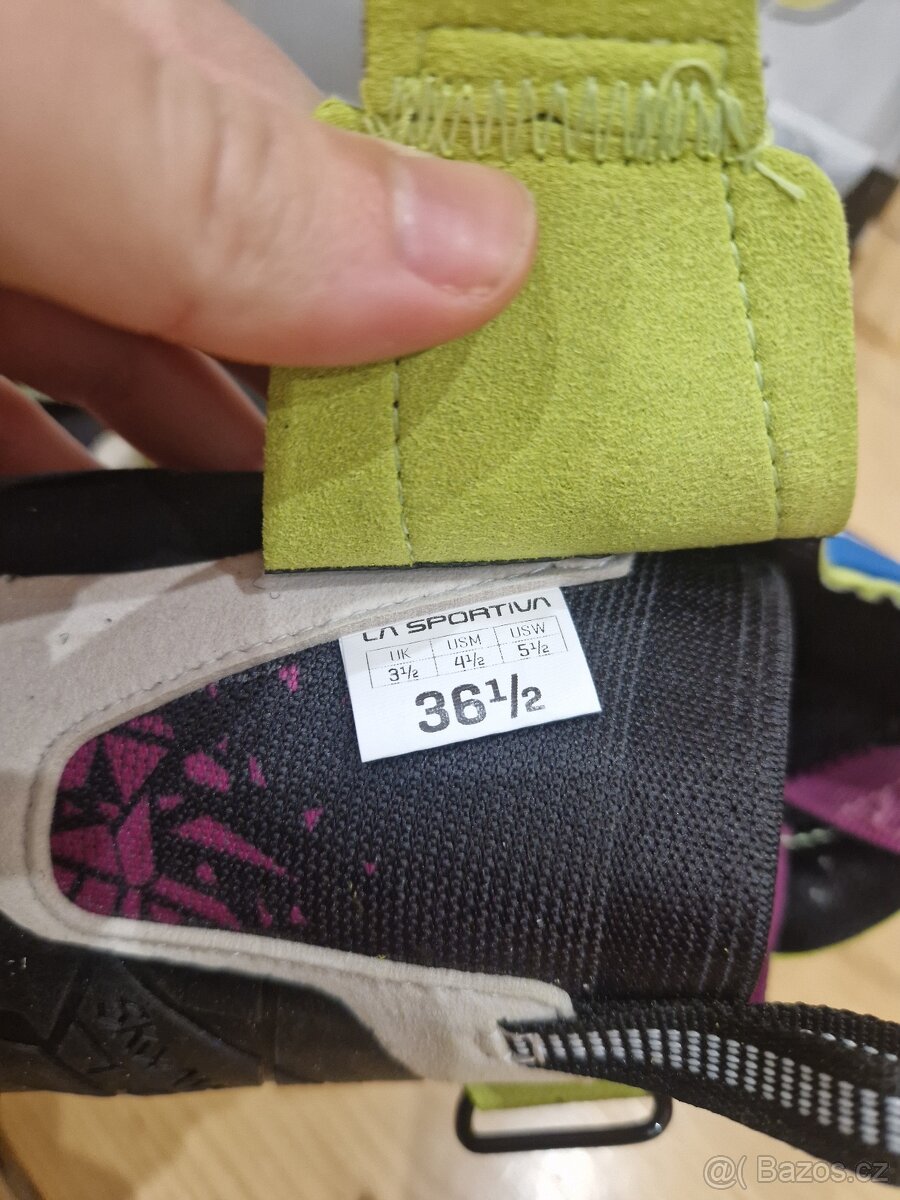 LA SPORTIVA
UK USM USW
3½ 4½ 5½
36½
@( Bazos.cz